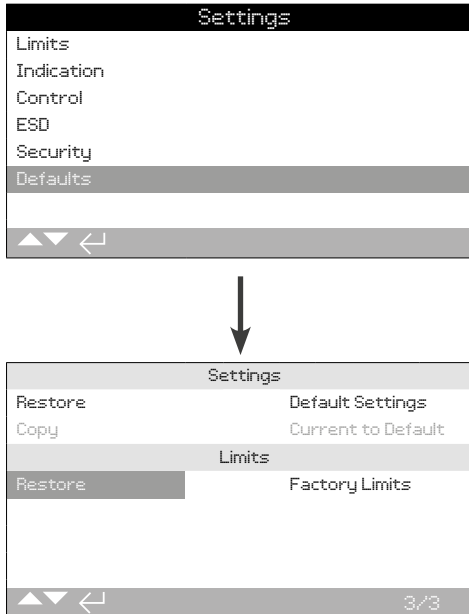 Settings
Limits
Indication
Control
ESD
Security
Defaults
Settings
Restore Default Settings
Copy Current to Default
Limits
Restore Factory Limits
3/3